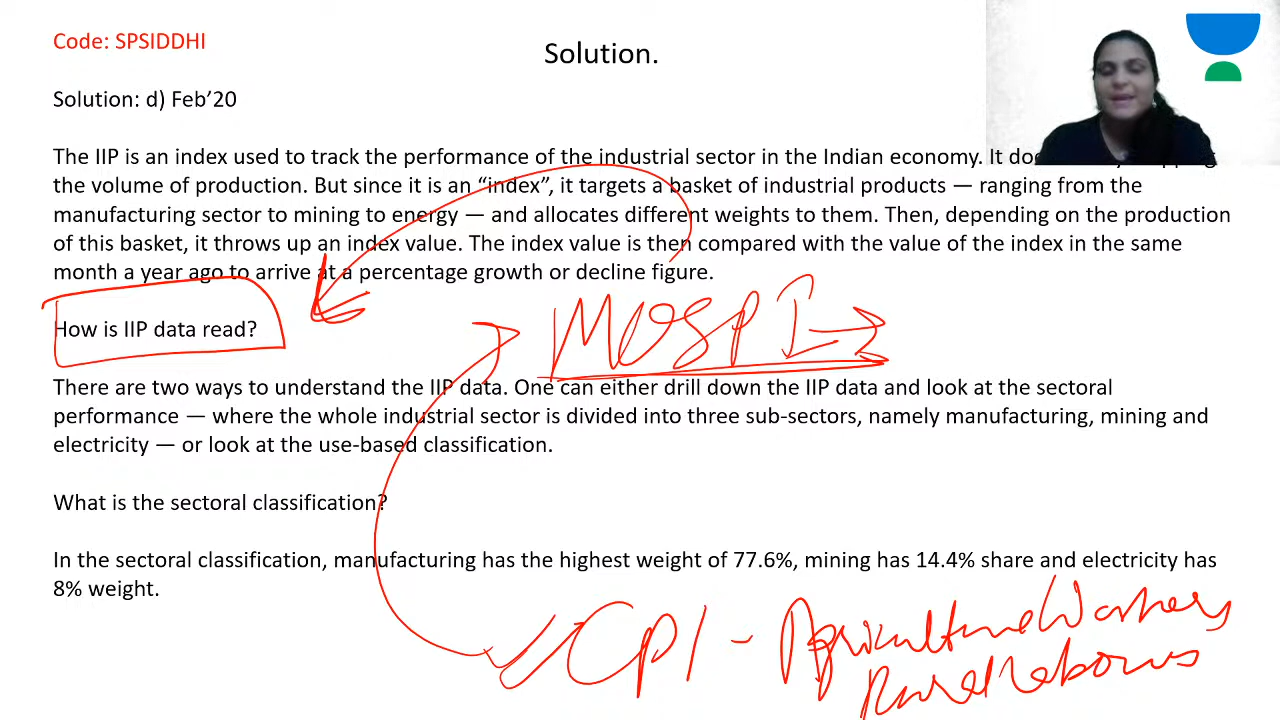 Code: SPSIDDHI
Solution.
Solution: d) Feb’20
The IIP is an index used to track the performance of the industrial sector in the Indian economy. It
the volume of production. But since it is an “index”, it targets a basket of industrial products — ranging from the
manufacturing sector to mining to energy — and allocates different weights to them. Then, depending on the production
of this basket, it throws up an index value. The index value is then compared with the value of the index in the same
month a year ago to arrive at a percentage growth or decline figure.
MOSPI
How is IIP data read?
There are two ways to understand the IIP data. One can either drill down the IIP data and look at the sectoral
performance — where the whole industrial sector is divided into three sub-sectors, namely manufacturing, mining and
electricity — or look at the use-based classification.
What is the sectoral classification?
In the sectoral classification, manufacturing has the highest weight of 77.6%, mining has 14.4% share and electricity has
8% weight.
CPI - Agriculture Workers